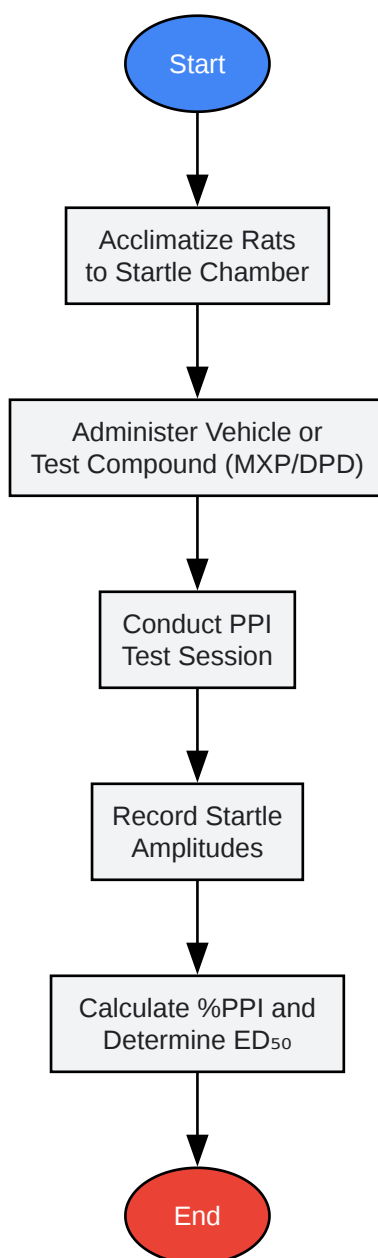 Start
Acclimatize Rats
to Startle Chamber
Administer Vehicle or
Test Compound (MXP/DPD)
Conduct PPI
Test Session
Record Startle
Amplitudes
Calculate %PPI and
Determine ED₅₀
End